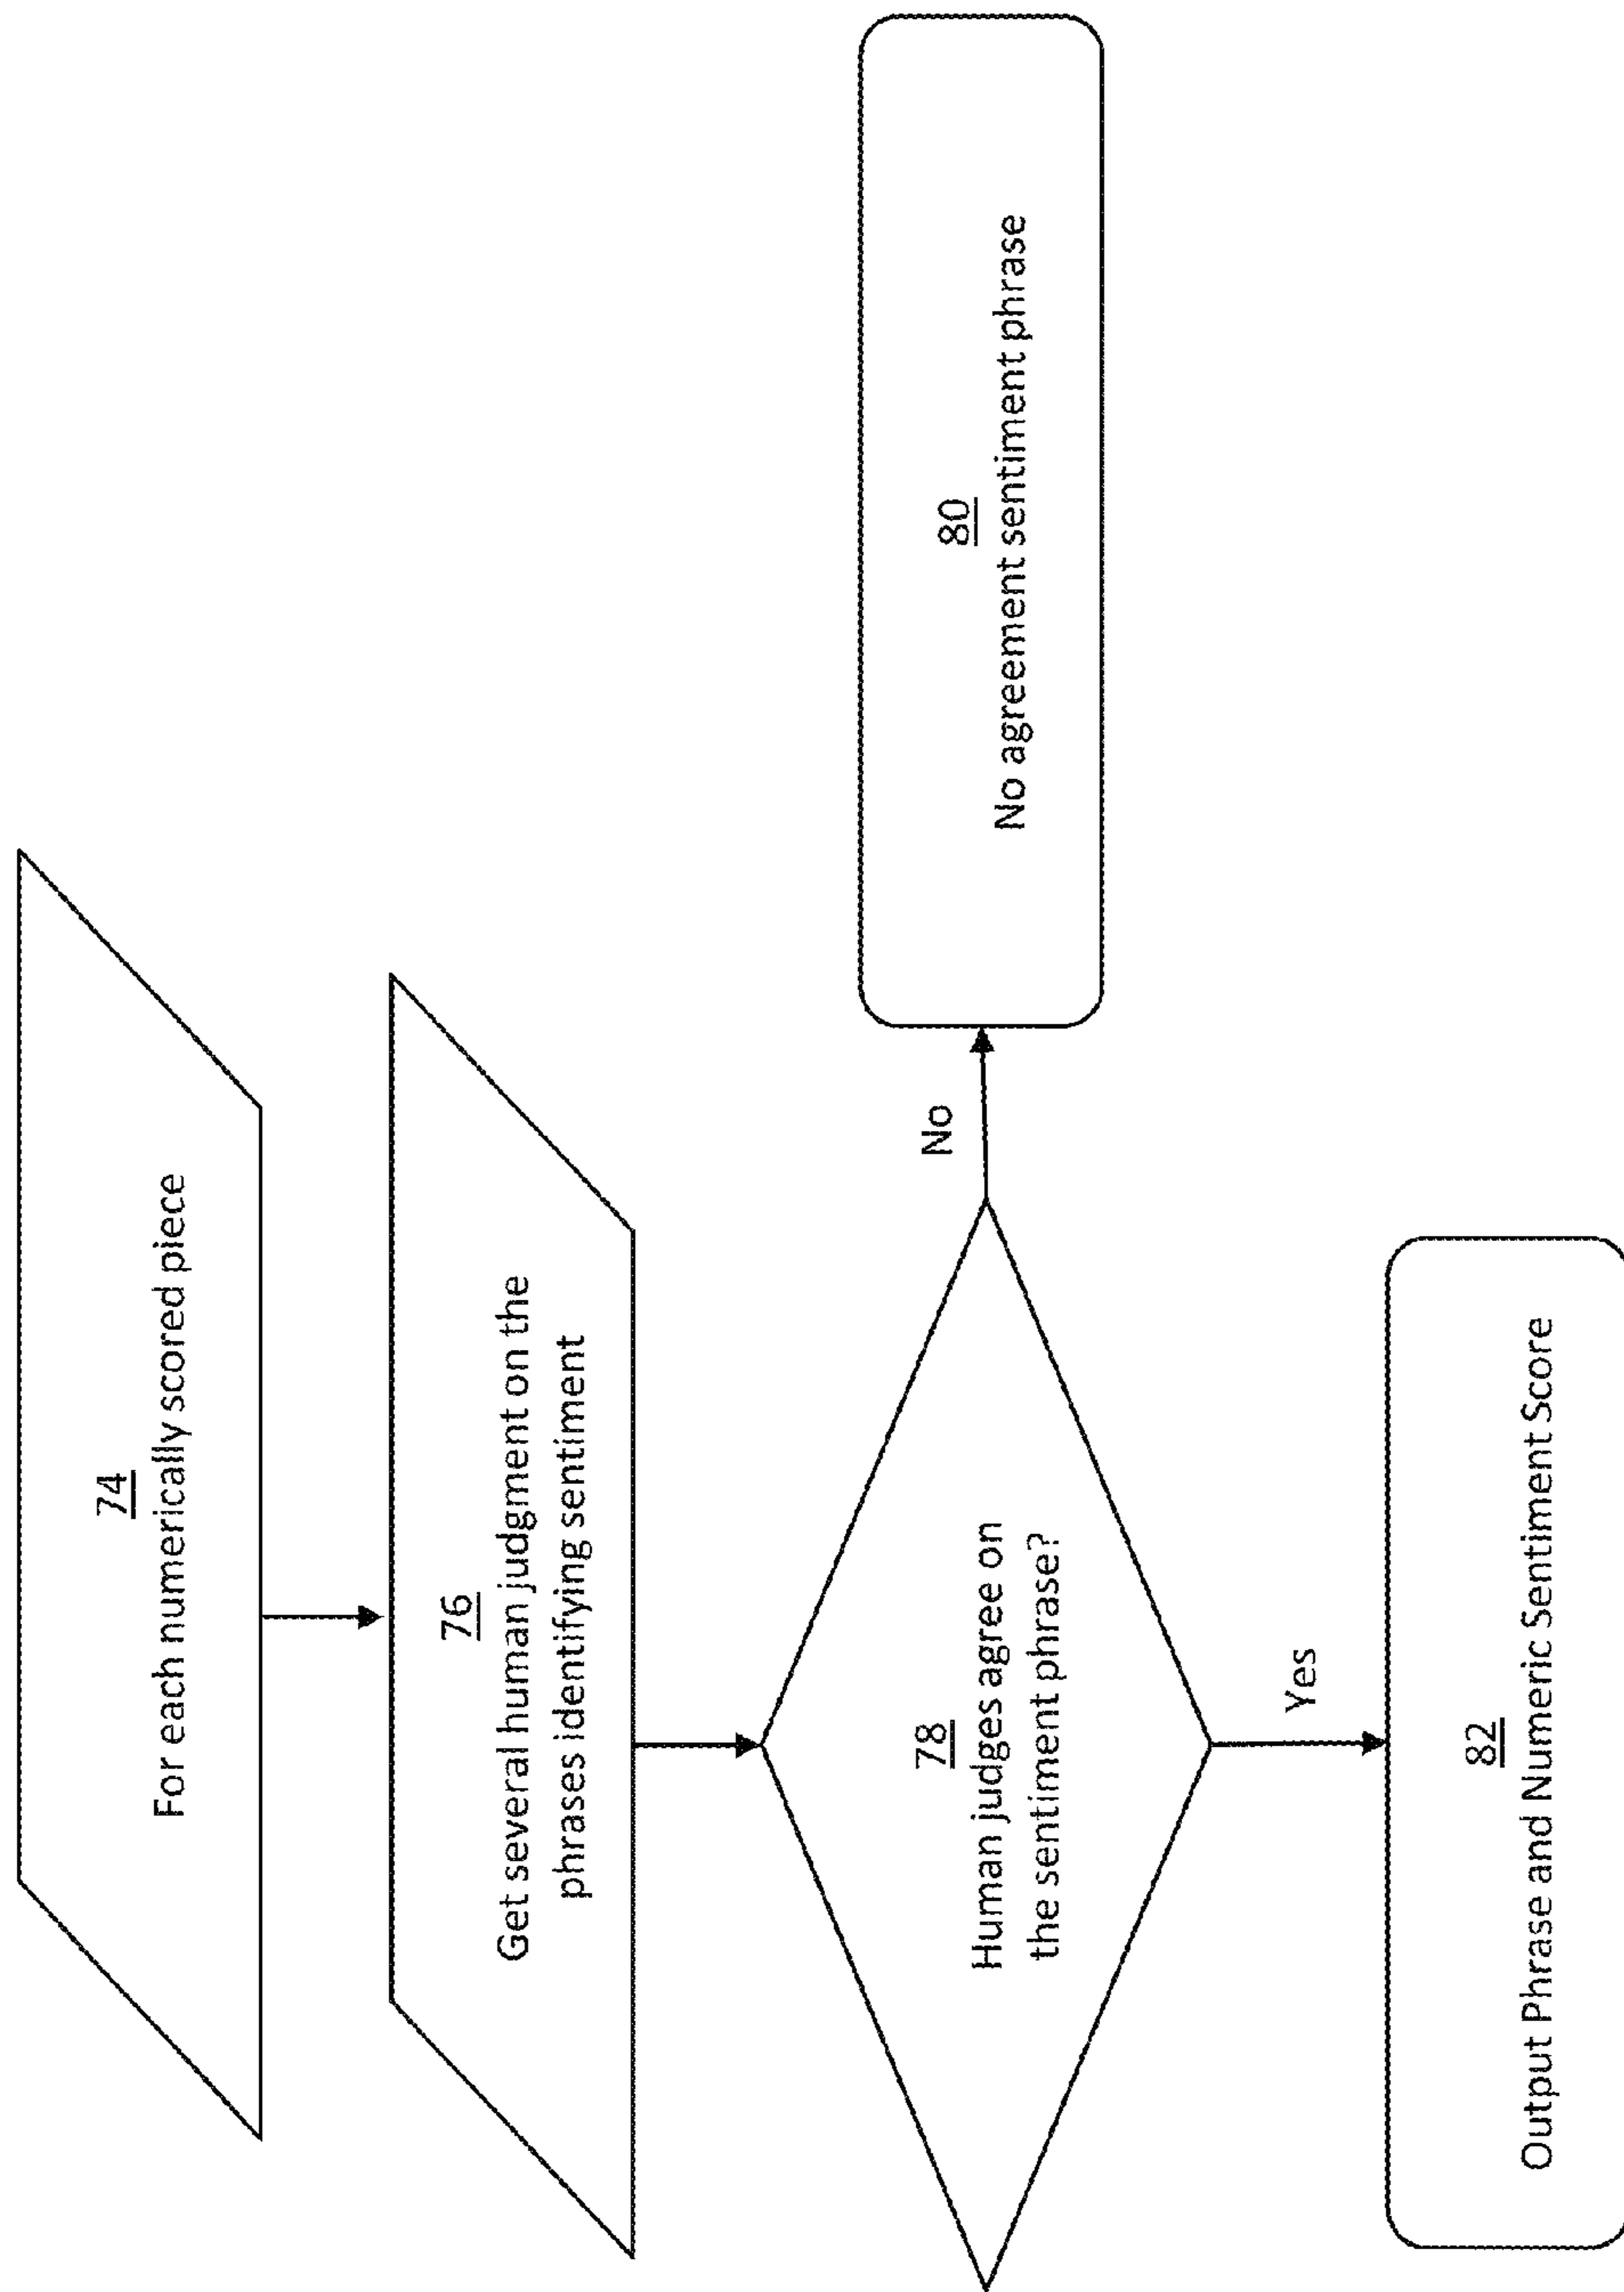 74
For each numerically scored piece
76
Get several human judgment on the
phrases identifying sentiment
78
Human judges agree on
the sentiment phrase?
No
80
No agreement sentiment phrase
Yes
82
Output Phrase and Numeric Sentiment Score